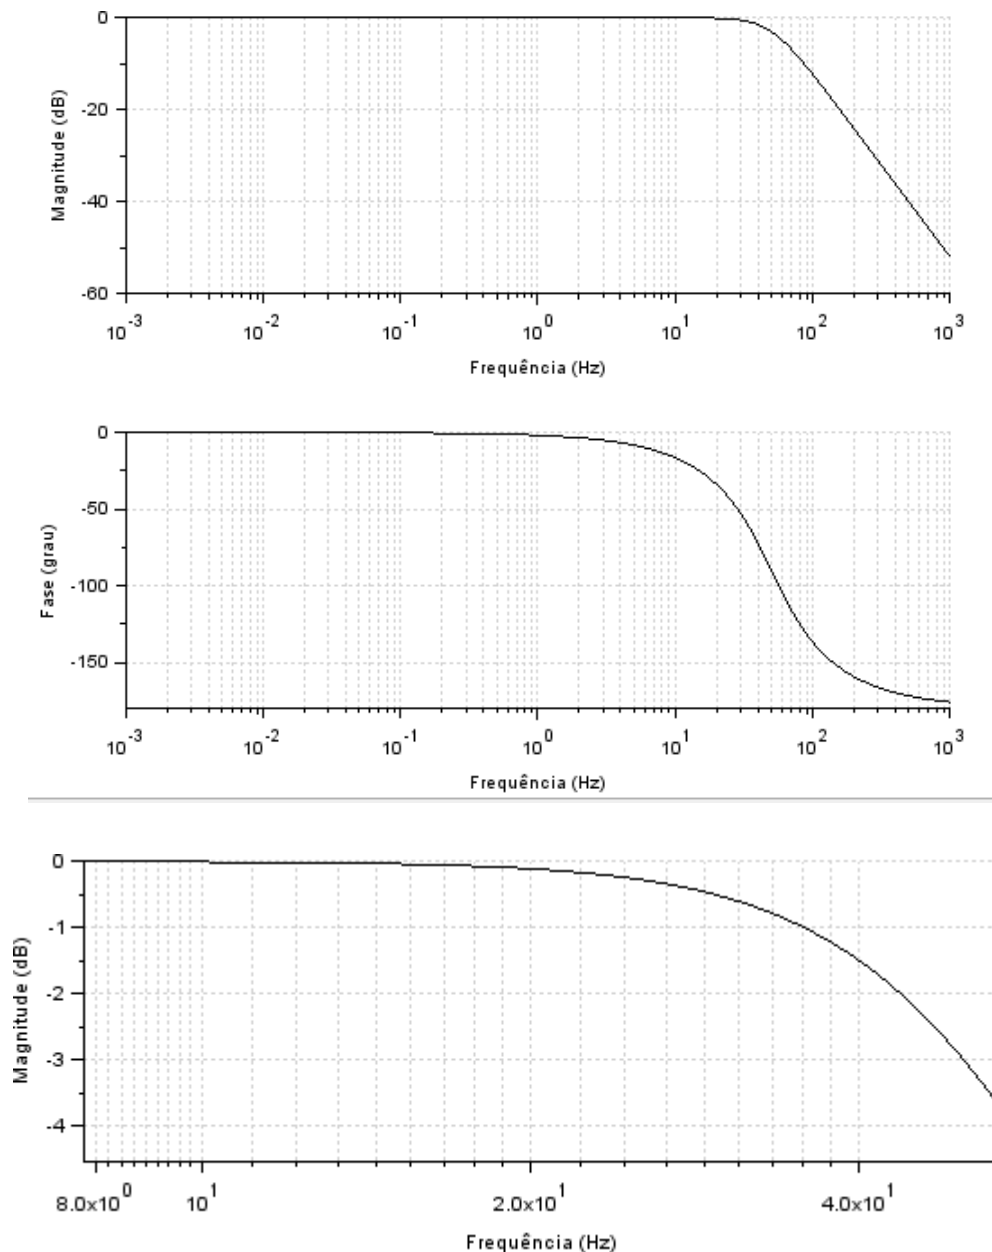 0
-20
-40
-60
Magnitude (dB)
10^-3 10^-2 10^-1 10^0 10^1 10^2 10^3
Frequência (Hz)
0
-50
-100
-150
Fase (grau)
10^-3 10^-2 10^-1 10^0 10^1 10^2 10^3
Frequência (Hz)
0
-1
-2
-3
-4
Magnitude (dB)
8.0x10^0 10^1 2.0x10^1 4.0x10^1
Frequência (Hz)